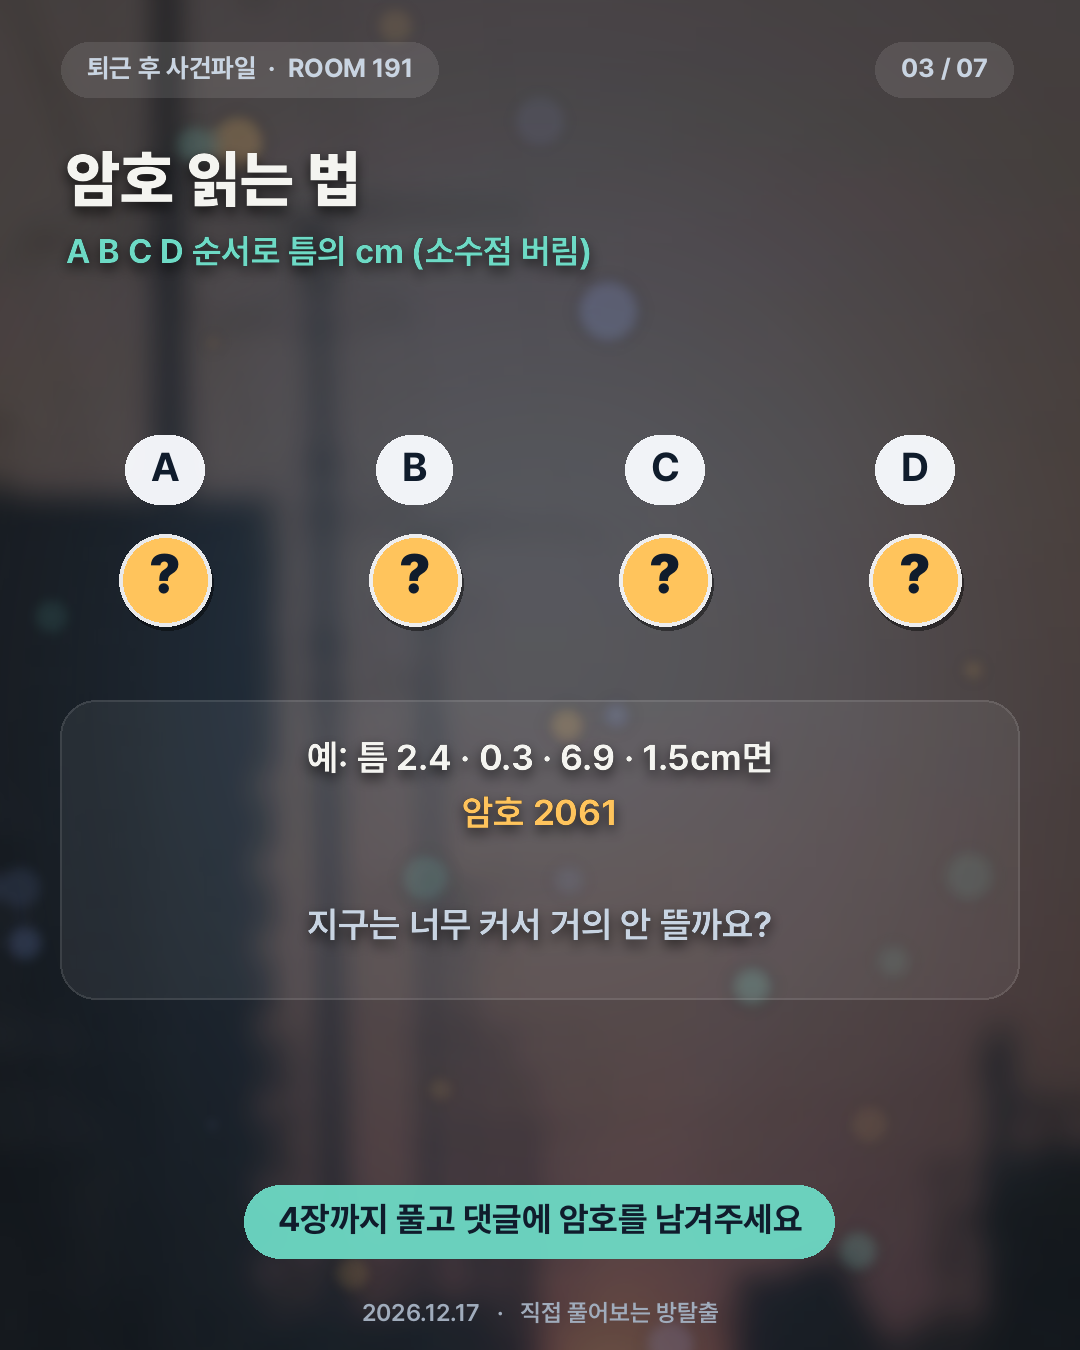 퇴근 후 사건파일 · ROOM 191
03 / 07
암호 읽는 법
A B C D 순서로 틈의 cm (소수점 버림)
A B C D
? ? ? ?
예: 틈 2.4 · 0.3 · 6.9 · 1.5cm면
암호 2061
지구는 너무 커서 거의 안 뜰까요?
4장까지 풀고 댓글에 암호를 남겨주세요
2026.12.17 · 직접 풀어보는 방탈출